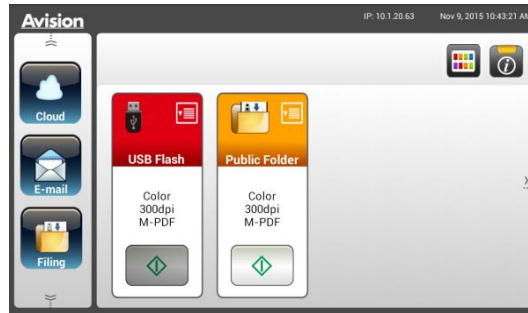 Avision
IP: 10.1.20.63
Nov 9, 2015 10:43:21 AM
Cloud
E-mail
Filing
USB Flash
Color
300dpi
M-PDF
Public Folder
Color
300dpi
M-PDF